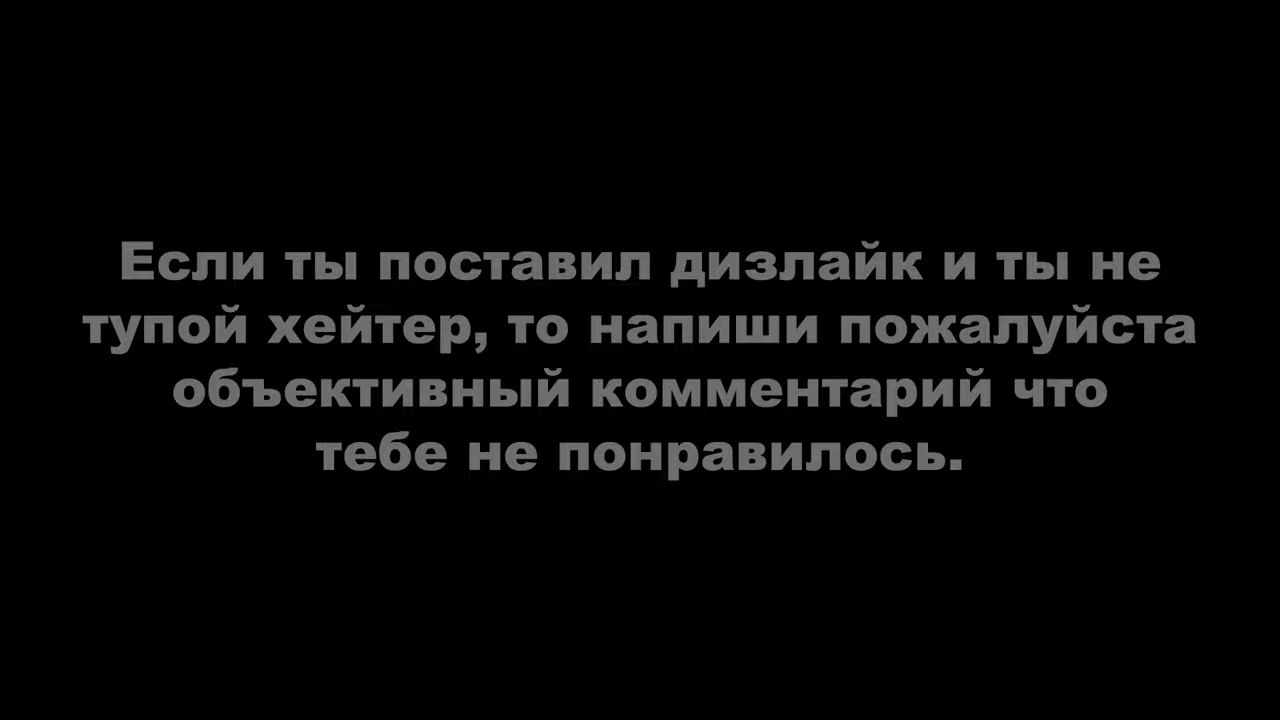 Если ты поставил дизлайк и ты не
тупой хейтер, то напиши пожалуйста
объективный комментарий что
тебе не понравилось.